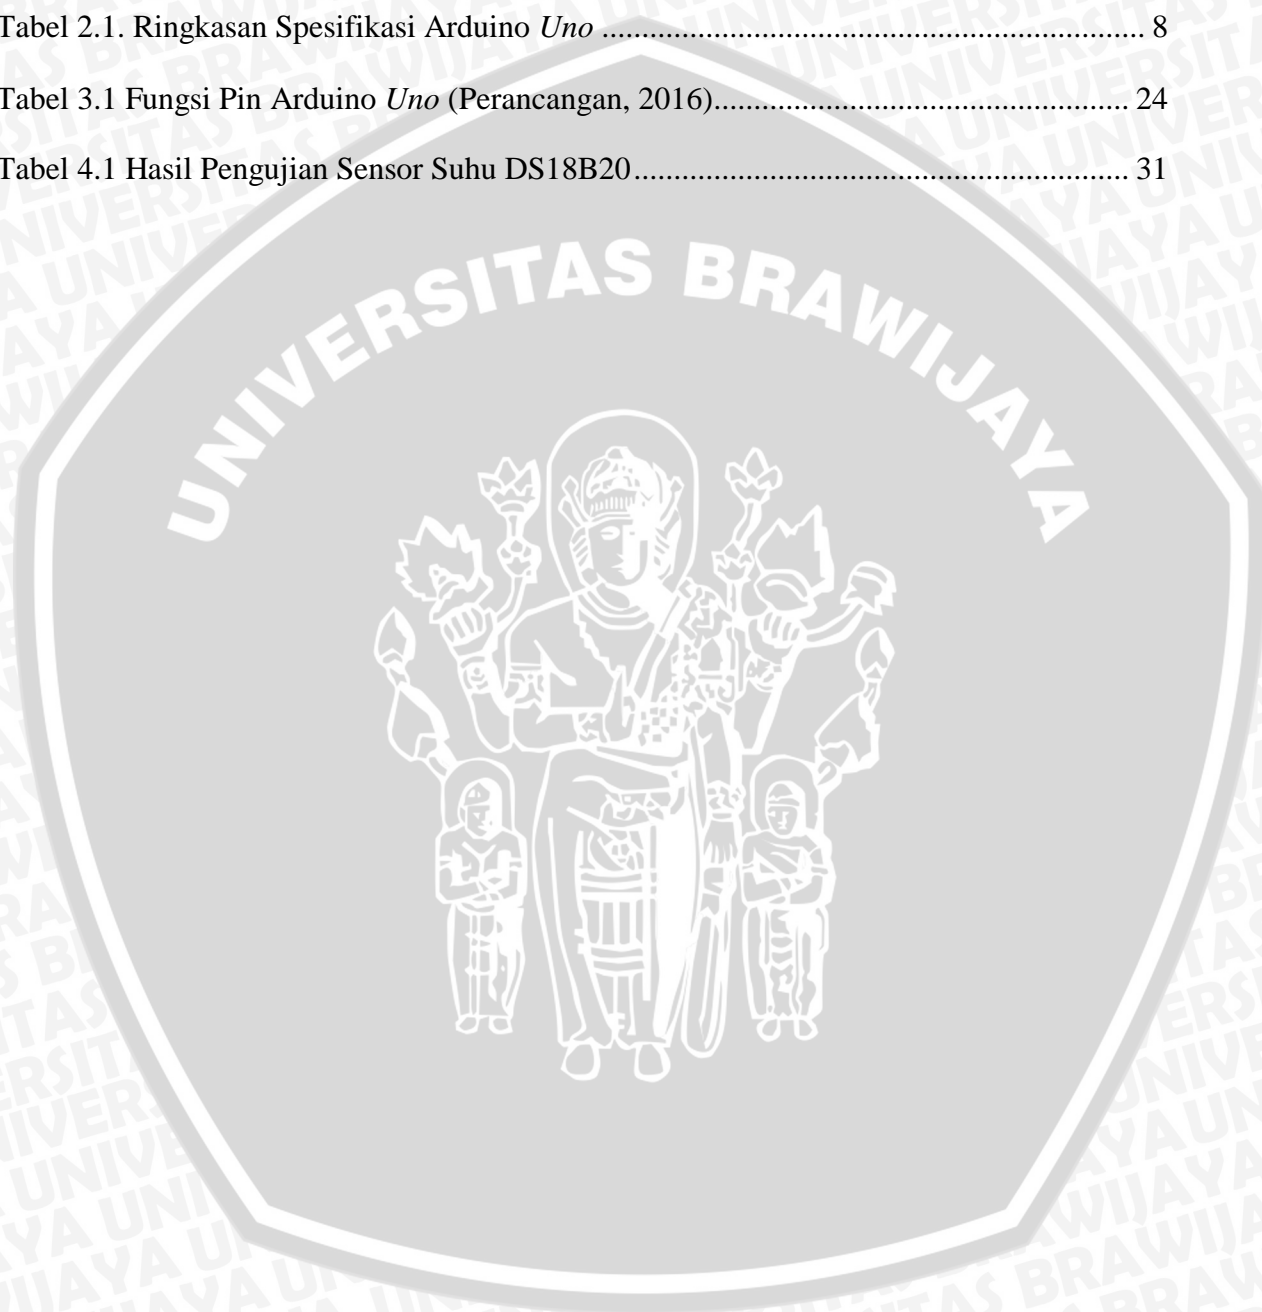 Tabel 2.1. Ringkasan Spesifikasi Arduino Uno .................................................................... 8
Tabel 3.1 Fungsi Pin Arduino Uno (Perancangan, 2016).................................................... 24
Tabel 4.1 Hasil Pengujian Sensor Suhu DS18B20.............................................................. 31
UNIVERSITAS BRAWIJAYA